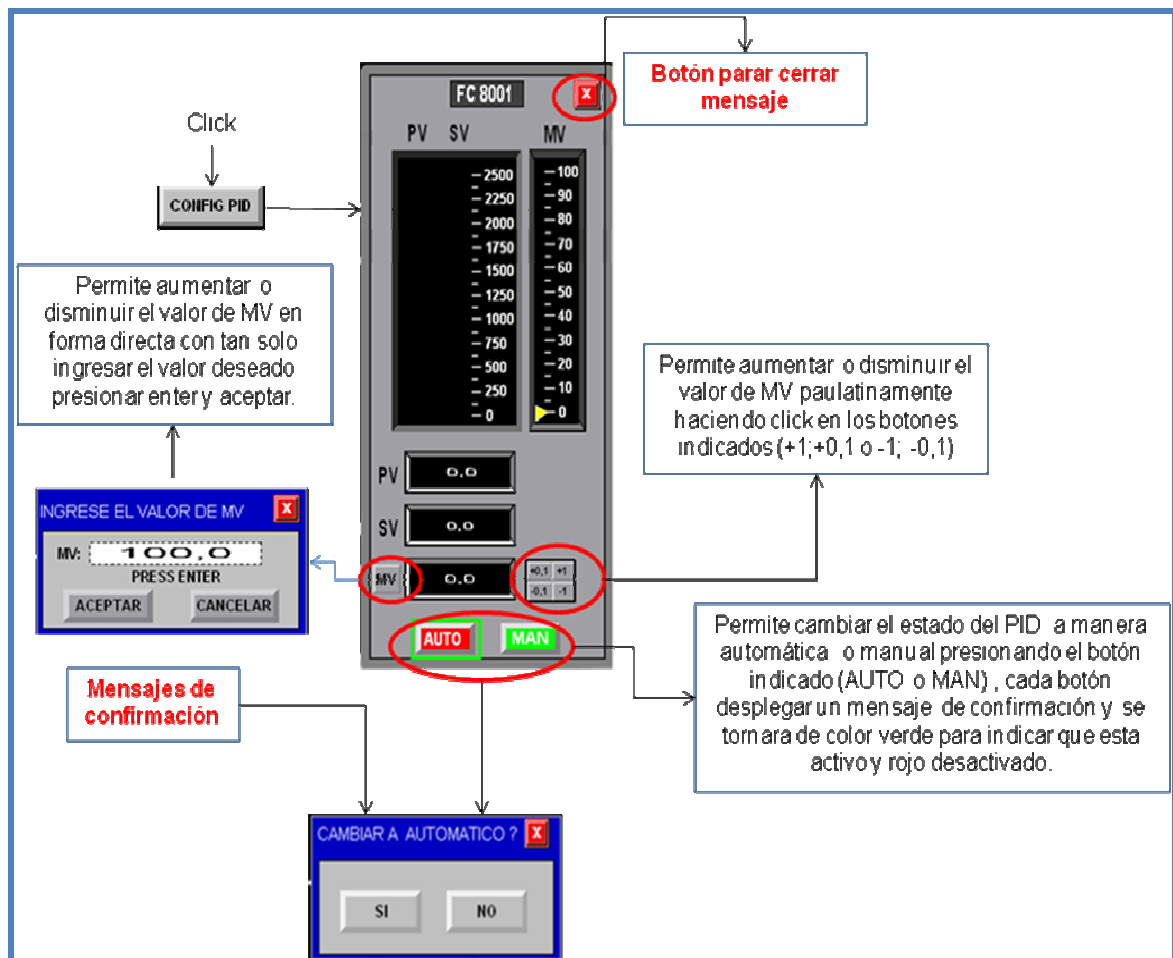 Botón parar cerrar
mensaje
FC 8001
X
Click
PV SV MV
CONFIG PID
2500
2250
2000
1750
1500
1250
1000
750
500
250
0
100
90
80
70
60
50
40
30
20
10
0
Permite aumentar o
disminuir el valor de MV en
forma directa con tan solo
ingresar el valor deseado
presionar enter y aceptar.
Permite aumentar o disminuir el
valor de MV paulatinamente
haciendo click en los botones
indicados (+1;+0,1 o -1; -0,1)
PV 0,0
SV 0,0
MV 0,0
+0,1 +1
-0,1 -1
INGRESE EL VALOR DE MV X
MV: 100,0
PRESS ENTER
ACEPTAR CANCELAR
AUTO MAN
Permite cambiar el estado del PID a manera
automática o manual presionando el botón
indicado (AUTO o MAN) , cada botón
desplegar un mensaje de confirmación y se
tornara de color verde para indicar que esta
activo y rojo desactivado.
Mensajes de
confirmación
CAMBIAR A AUTOMATICO ? X
SI NO